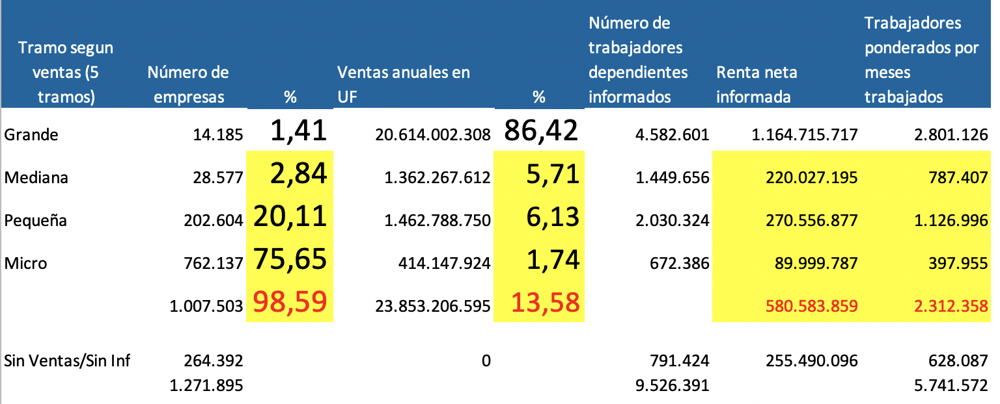 Tramo segun ventas (5 tramos) Número de empresas % Ventas anuales en UF % Número de trabajadores dependientes informados Renta neta informada Trabajadores ponderados por meses trabajados
Grande 14.185 1,41 20.614.002.308 86,42 4.582.601 1.164.715.717 2.801.126
Mediana 28.577 2,84 1.362.267.612 5,71 1.449.656 220.027.195 787.407
Pequeña 202.604 20,11 1.462.788.750 6,13 2.030.324 270.556.877 1.126.996
Micro 762.137 75,65 414.147.924 1,74 672.386 89.999.787 397.955
1.007.503 98,59 23.853.206.595 13,58 580.583.859 2.312.358
Sin Ventas/Sin Inf 264.392 0 791.424 255.490.096 628.087
1.271.895 9.526.391 5.741.572